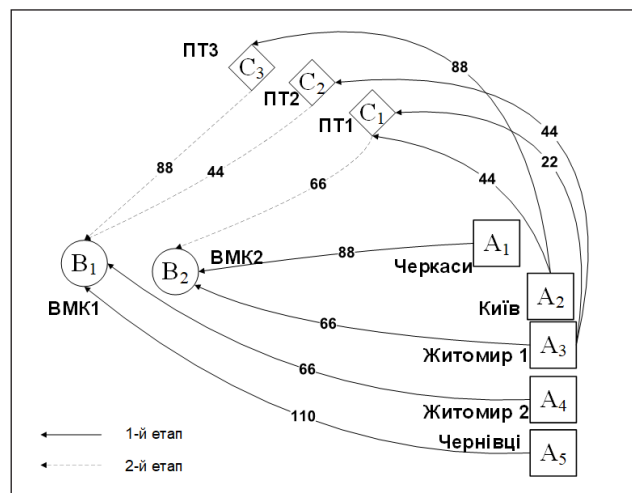 ПТ3
C3
88
C2
ПТ2
C1
ПТ1
44
22
88
44
66
44
A1
B1
B2
ВМК2
88
Черкаси
A2
Київ
ВМК1
66
A3
Житомир 1
66
A4
Житомир 2
110
Чернівці
A5
1-й етап
2-й етап